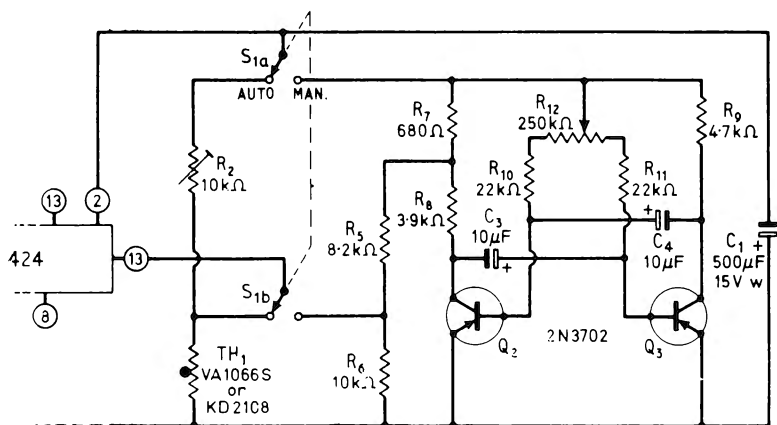 S1a
AUTO
MAN.
R7
680Ω
R12
250kΩ
R9
4.7kΩ
R2
10kΩ
13
2
R10
22kΩ
R11
22kΩ
R8
3.9kΩ
C3
10μF
+
+
C4
10μF
C1 +
500μF
15V w
R5
8.2kΩ
424
13
S1b
8
TH1
VA1066S
or
KD21C8
R6
10kΩ
Q2
2N3702
Q3